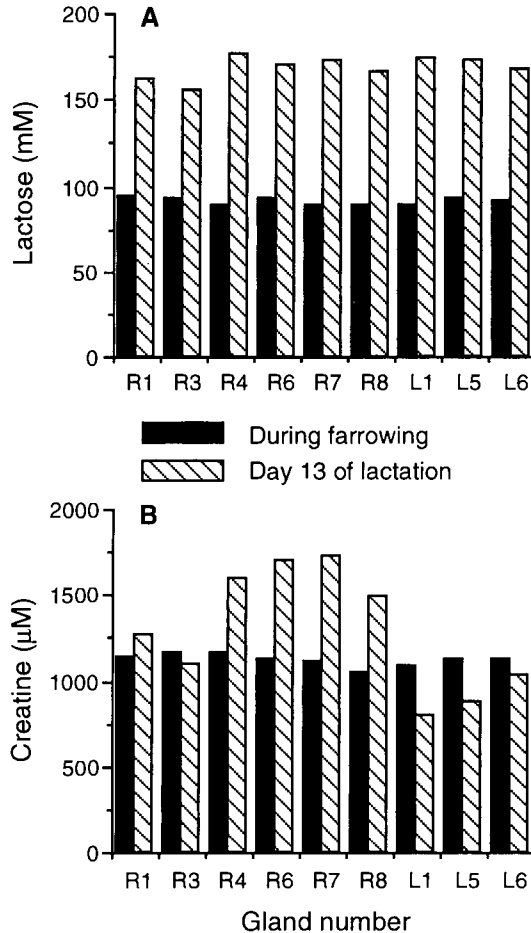 A
200
150
100
50
0
Lactose (mM)
R1 R3 R4 R6 R7 R8 L1 L5 L6
During farrowing
Day 13 of lactation
B
2000
1500
1000
500
0
Creatine (µM)
R1 R3 R4 R6 R7 R8 L1 L5 L6
Gland number